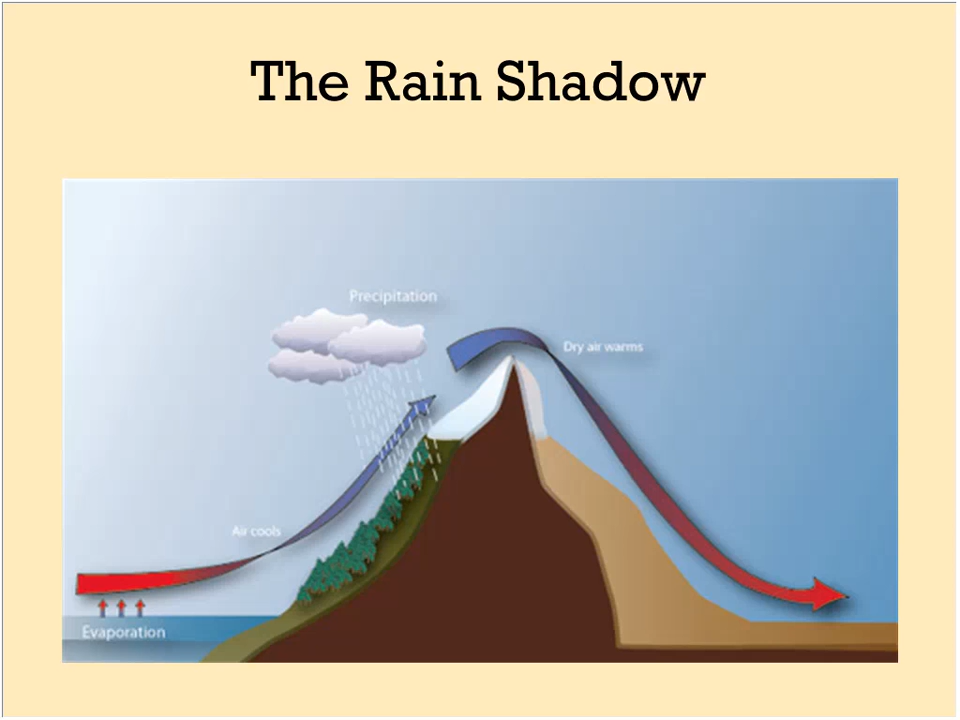 The Rain Shadow
Precipitation
Dry air warms
Air cools
Evaporation